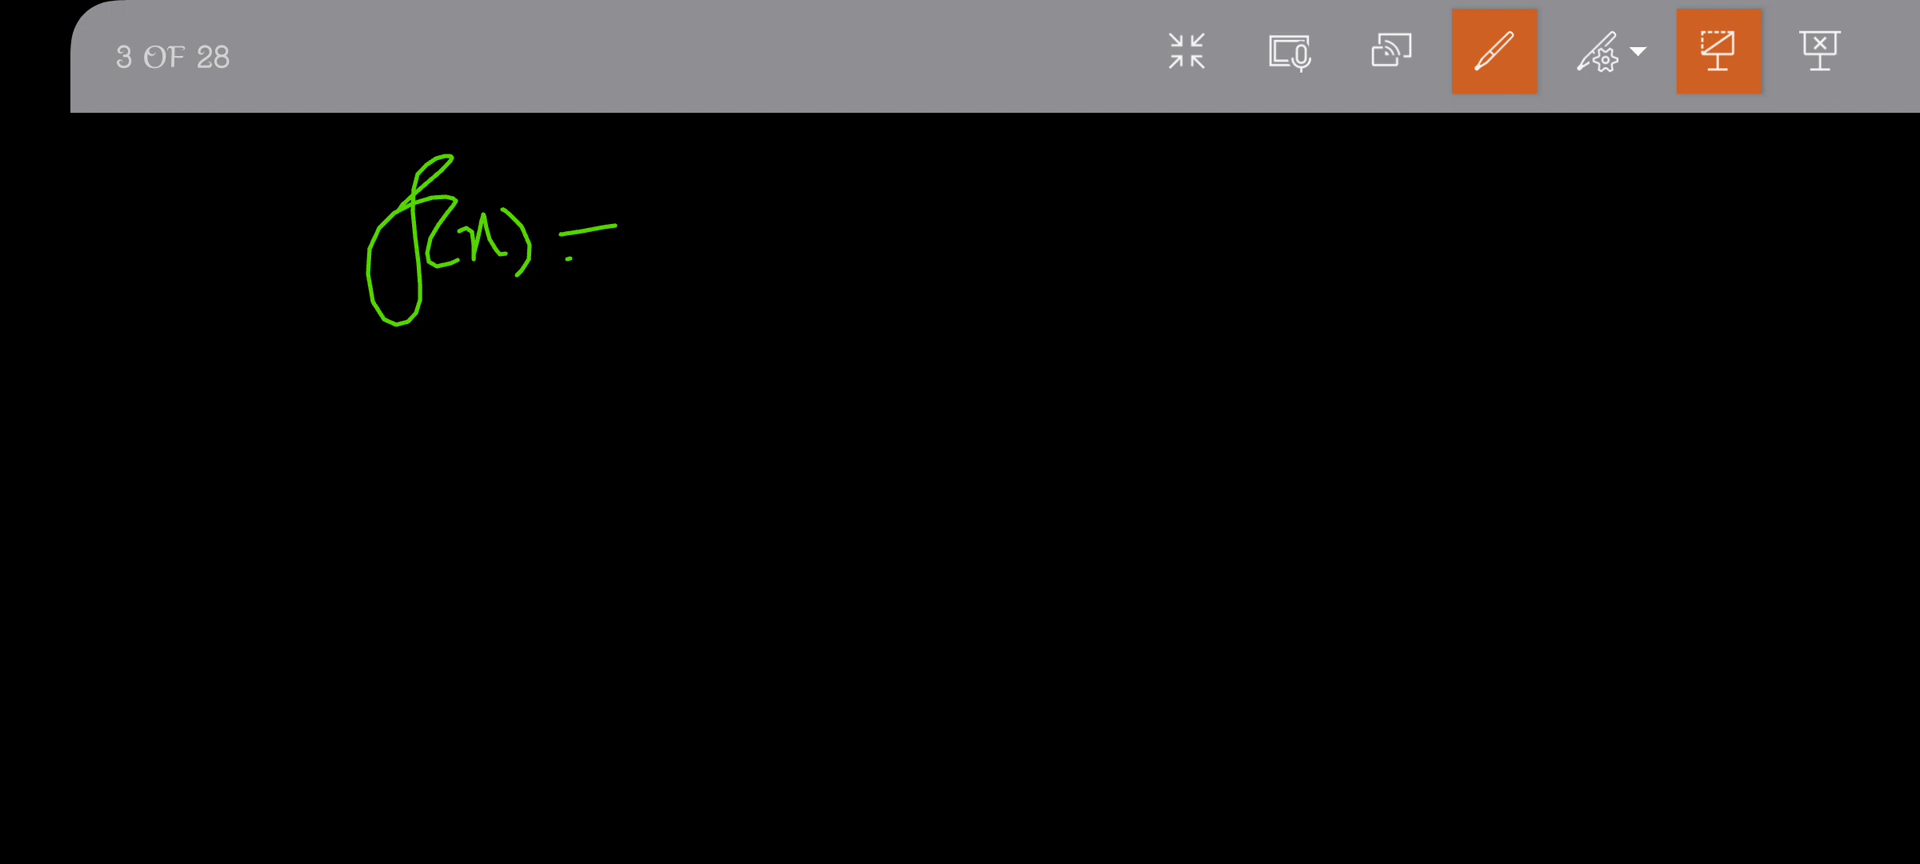 3 OF 28
f(x) =